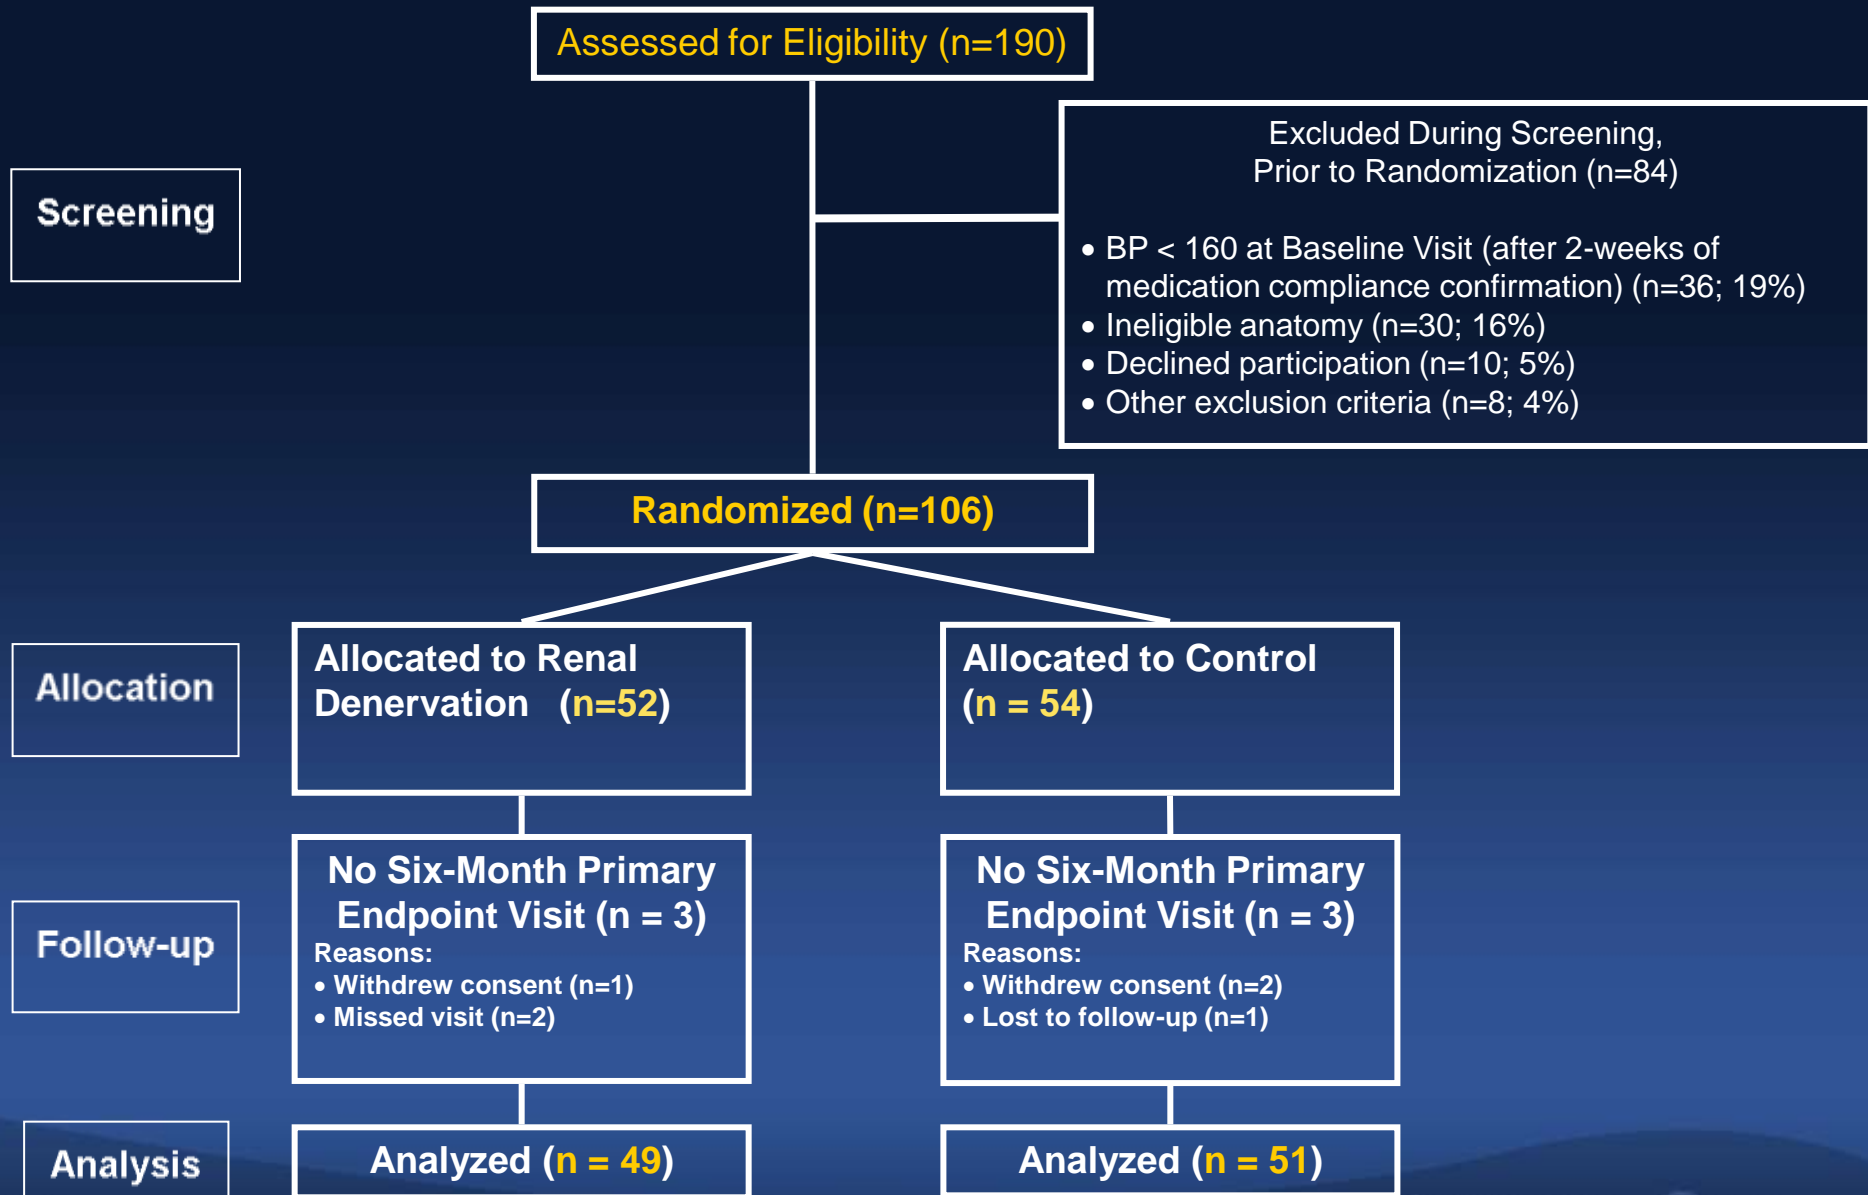 Assessed for Eligibility (n=190)
Excluded During Screening,
Prior to Randomization (n=84)
• BP < 160 at Baseline Visit (after 2-weeks of
medication compliance confirmation) (n=36; 19%)
• Ineligible anatomy (n=30; 16%)
• Declined participation (n=10; 5%)
• Other exclusion criteria (n=8; 4%)
Screening
Randomized (n=106)
Allocation
Allocated to Renal
Denervation (n=52)
Allocated to Control
(n = 54)
Follow-up
No Six-Month Primary
Endpoint Visit (n = 3)
Reasons:
• Withdrew consent (n=1)
• Missed visit (n=2)
No Six-Month Primary
Endpoint Visit (n = 3)
Reasons:
• Withdrew consent (n=2)
• Lost to follow-up (n=1)
Analysis
Analyzed (n = 49)
Analyzed (n = 51)